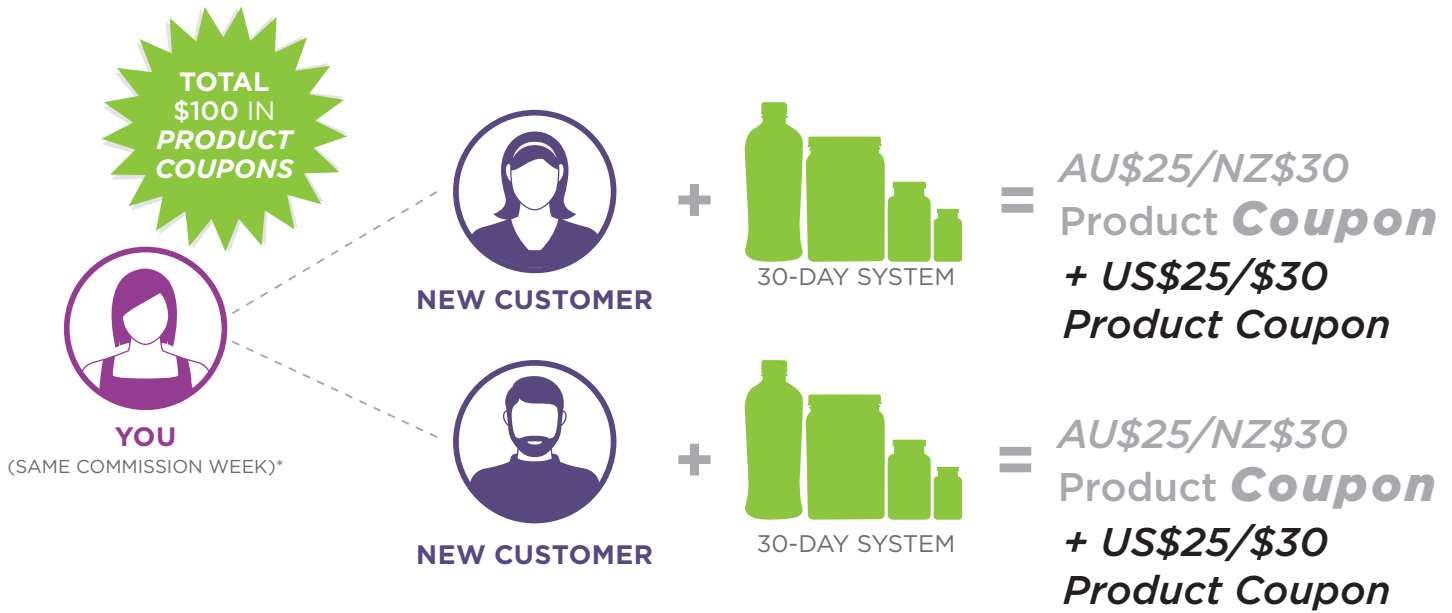 TOTAL
$100 IN
PRODUCT
COUPONS
YOU
(SAME COMMISSION WEEK)*
NEW CUSTOMER
+
30-DAY SYSTEM
=
AU$25/NZ$30
Product Coupon
+ US$25/$30
Product Coupon
NEW CUSTOMER
+
30-DAY SYSTEM
=
AU$25/NZ$30
Product Coupon
+ US$25/$30
Product Coupon